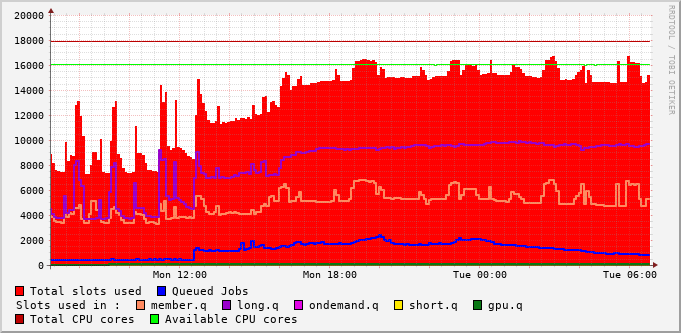 20000
18000
16000
14000
12000
10000
8000
6000
4000
2000
0
Mon 12:00 Mon 18:00 Tue 00:00 Tue 06:00
RRDTOOL / TOBI OETIKER
Total slots used Queued Jobs
Slots used in : member.q long.q ondemand.q short.q gpu.q
Total CPU cores Available CPU cores